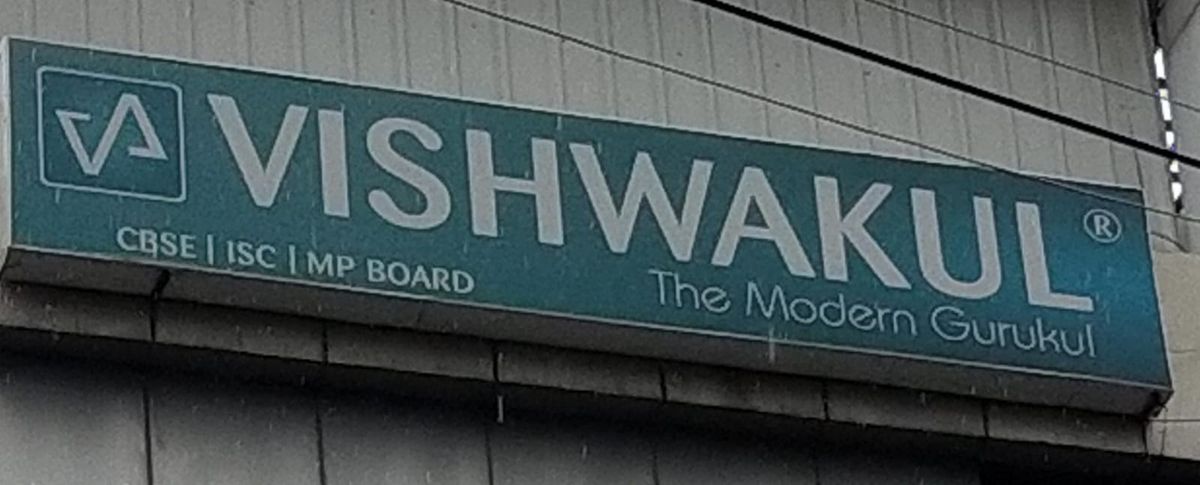 VISHWAKUL ®
CBSE | ISC | MP BOARD
The Modern Gurukul